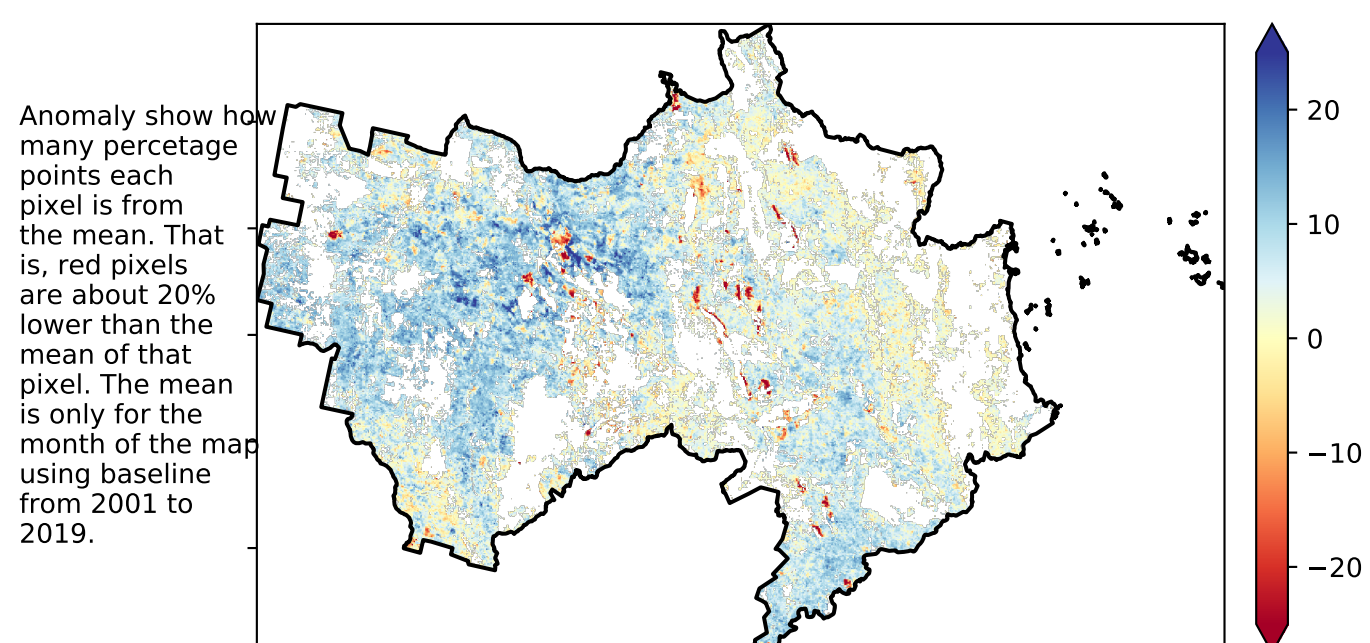 Anomaly show how
many percetage
points each
pixel is from
the mean. That
is, red pixels
are about 20%
lower than the
mean of that
pixel. The mean
is only for the
month of the map
using baseline
from 2001 to
2019.
20
10
0
−10
−20